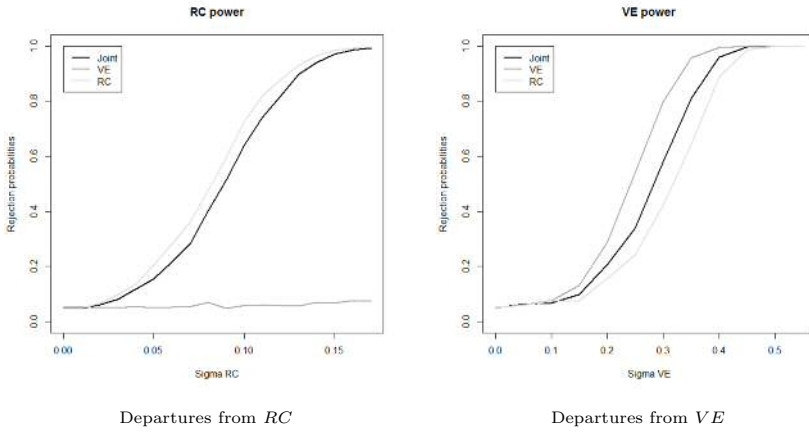 RC power
Joint
VE
RC
Rejection probabilities
1.0
0.8
0.6
0.4
0.2
0.0
0.00 0.05 0.10 0.15
Sigma RC
Departures from RC
VE power
Joint
VE
RC
Rejection probabilities
1.0
0.8
0.6
0.4
0.2
0.0
0.0 0.1 0.2 0.3 0.4 0.5
Sigma VE
Departures from VE